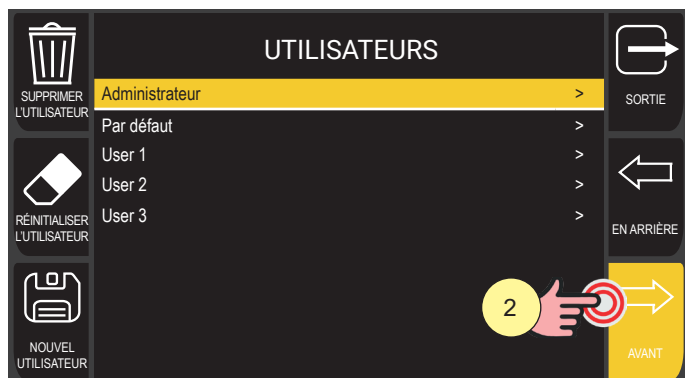 UTILISATEURS
SUPPRIMER
L'UTILISATEUR
Administrateur >
Par défaut >
User 1 >
User 2 >
User 3 >
RÉINITIALISER
L'UTILISATEUR
NOUVEL
UTILISATEUR
SORTIE
EN ARRIÈRE
2
AVANT